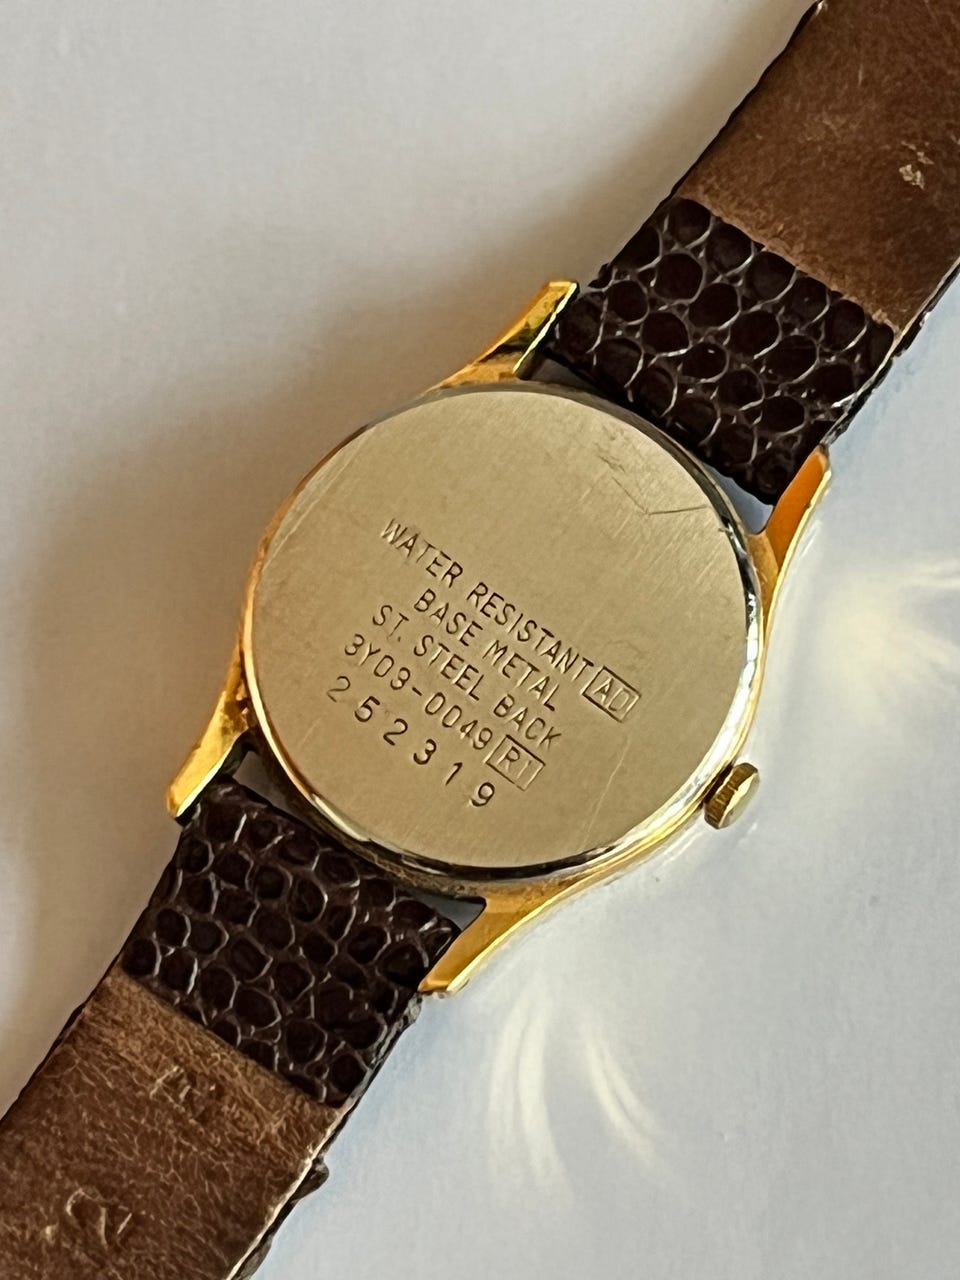 WATER RESISTANT AD
BASE METAL
ST. STEEL BACK
3Y03-0049 R1
252319